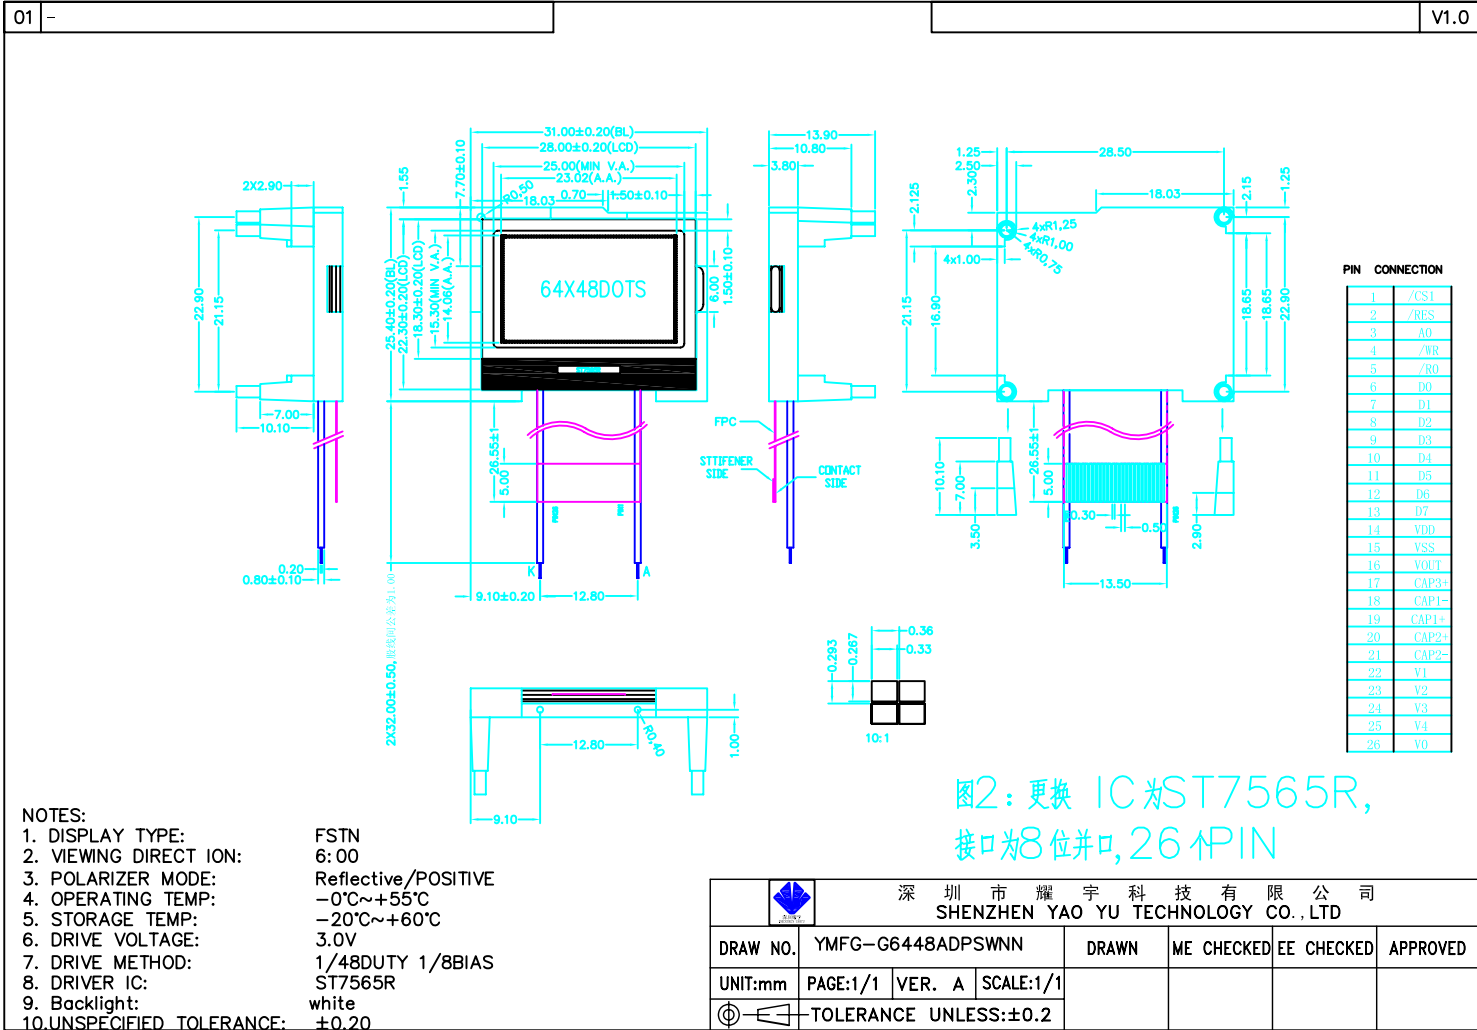 01 -
V1.0
31.00±0.20(BL)
28.00±0.20(LCD)
25.00(MIN V.A.)
23.02(A.A.)
R0.50
18.03
0.70
1.50±0.10
7.70±0.10
1.55
2X2.90
22.90
21.15
7.00
10.10
0.20
0.80±0.10
25.40±0.20(BL)
22.30±0.20(LCD)
18.30±0.20(LCD)
15.30(MIN V.A.)
14.06(A.A.)
64X48DOTS
6.00
1.50±0.10
26.55±1
5.00
K
A
9.10±0.20
12.80
2X32.00±0.50,
13.90
10.80
3.80
FPC
STTIFENER
SIDE
CONTACT
SIDE
1.25
2.50
28.50
2.30
18.03
2.15
1.25
2.125
4xR1,25
4xR1,00
4xR0,75
4x1.00
21.15
16.90
18.65
18.65
22.90
10.10
7.00
3.50
26.55±1
5.00
0.30
0.50
2.90
13.50
12.80
R0,40
1.00
9.10
0.36
0.33
0.293
0.267
10:1
PIN CONNECTION
1 /CS1
2 /RES
3 A0
4 /WR
5 /R0
6 D0
7 D1
8 D2
9 D3
10 D4
11 D5
12 D6
13 D7
14 VDD
15 VSS
16 VOUT
17 CAP3+
18 CAP1-
19 CAP1+
20 CAP2+
21 CAP2-
22 V1
23 V2
24 V3
25 V4
26 V0
图2：更换 IC为ST7565R,
接口为8位并口,26个PIN
NOTES:
1. DISPLAY TYPE: FSTN
2. VIEWING DIRECT ION: 6:00
3. POLARIZER MODE: Reflective/POSITIVE
4. OPERATING TEMP: -0°C~+55°C
5. STORAGE TEMP: -20°C~+60°C
6. DRIVE VOLTAGE: 3.0V
7. DRIVE METHOD: 1/48DUTY 1/8BIAS
8. DRIVER IC: ST7565R
9. Backlight: white
10.UNSPECIFIED TOLERANCE: ±0.20
深圳市耀宇科技有限公司
SHENZHEN YAO YU TECHNOLOGY CO.,LTD
DRAW NO. YMFG-G6448ADPSWNN DRAWN ME CHECKED EE CHECKED APPROVED
UNIT:mm PAGE:1/1 VER. A SCALE:1/1
TOLERANCE UNLESS:±0.2